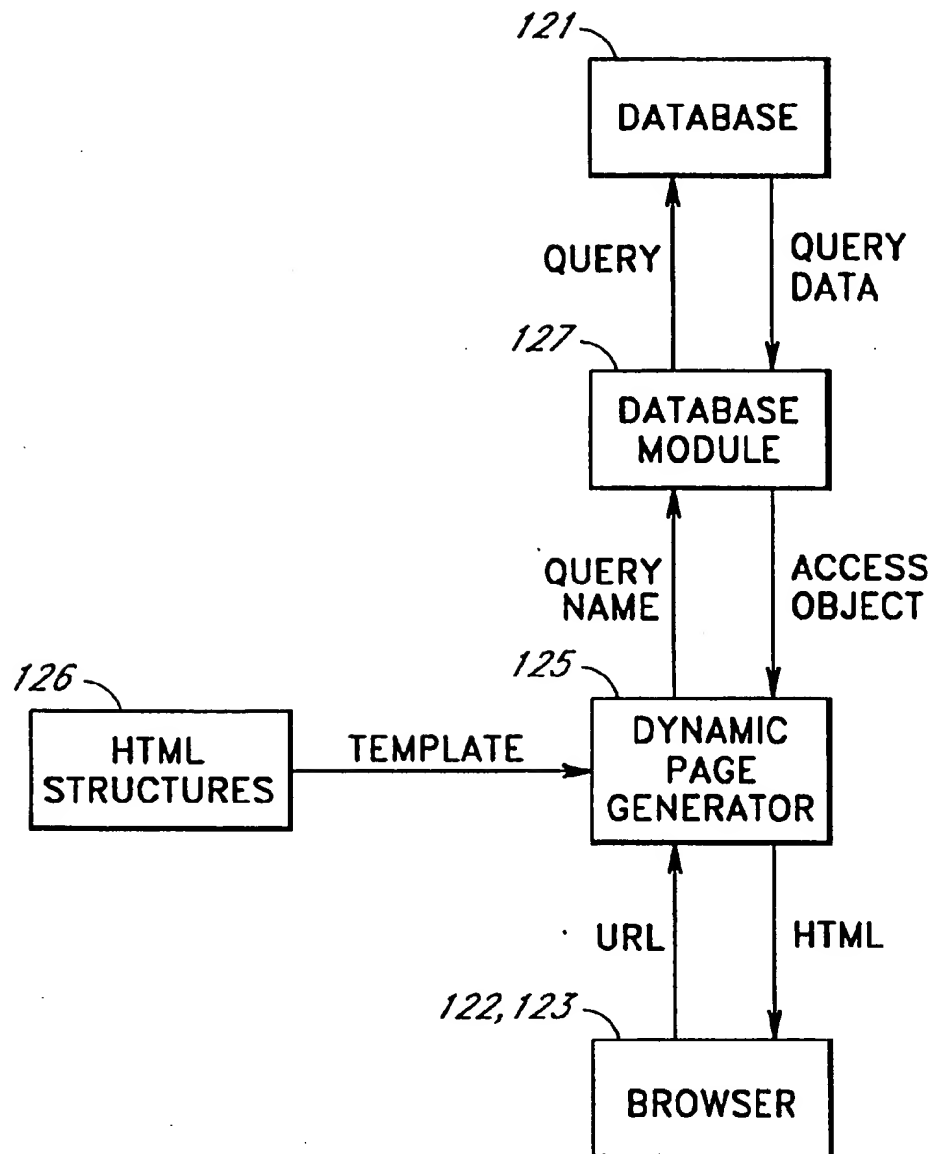 121
DATABASE
QUERY
QUERY
DATA
127
DATABASE
MODULE
QUERY
NAME
ACCESS
OBJECT
126
HTML
STRUCTURES
TEMPLATE
125
DYNAMIC
PAGE
GENERATOR
URL
HTML
122, 123
BROWSER